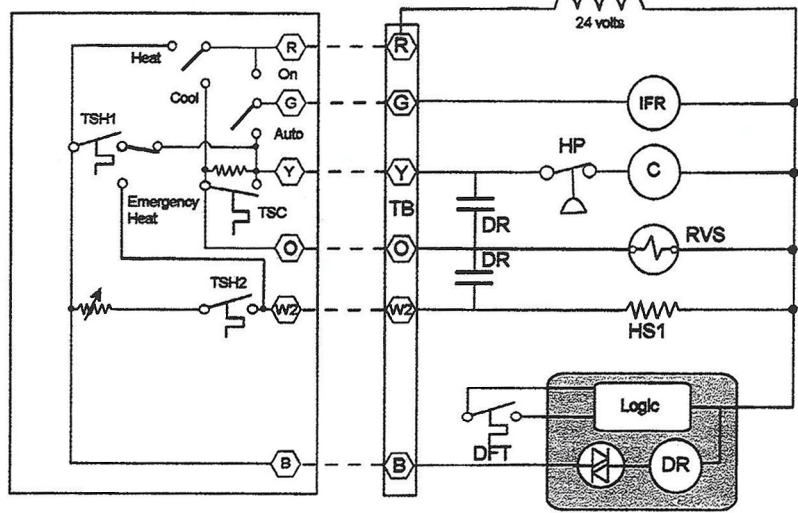 24 volts
R
R
Heat
On
Cool
G
G
IFR
TSH1
Auto
HP
Y
Y
C
Emergency
Heat
TSC
TB
DR
O
O
RVS
DR
TSH2
W2
W2
HS1
Logic
DFT
B
B
DR